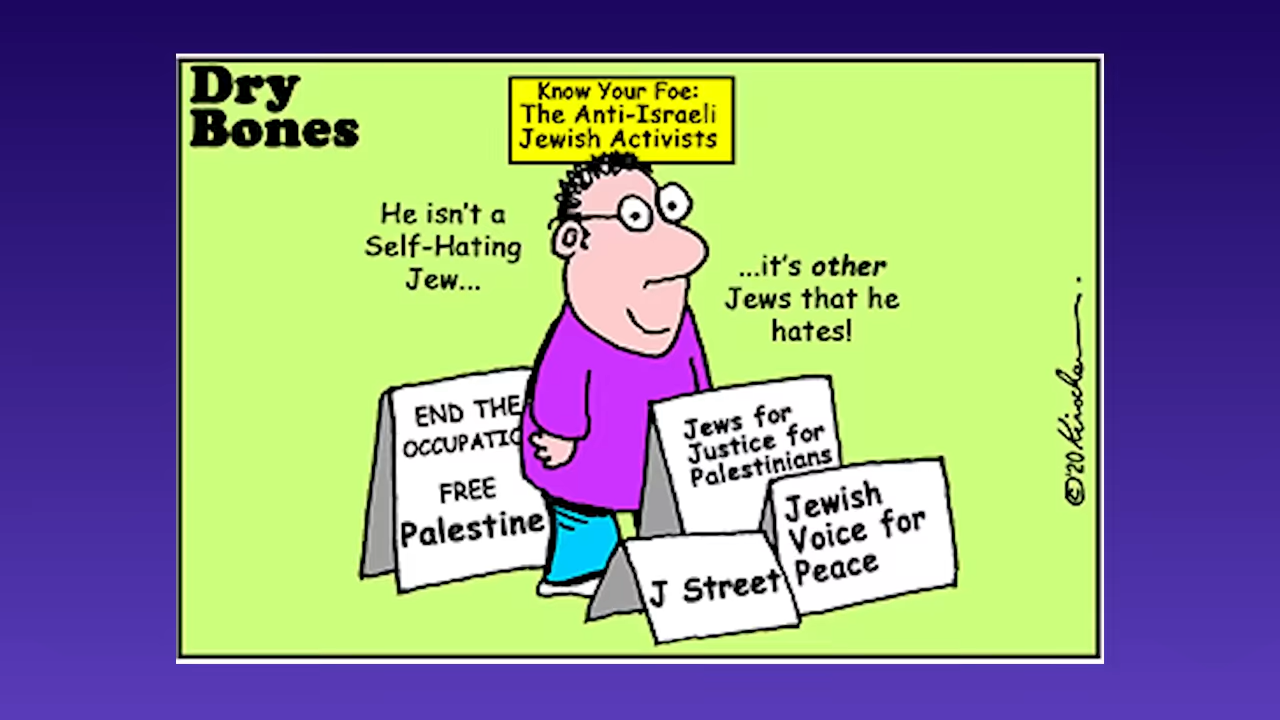 Dry
Bones
Know Your Foe:
The Anti-Israeli
Jewish Activists
He isn't a
Self-Hating
Jew...
...it's other
Jews that he
hates!
END THE
OCCUPATIO
FREE
Palestine
Jews for
Justice for
Palestinians
Jewish
Voice for
Peace
J Street
©'20 Kirschen